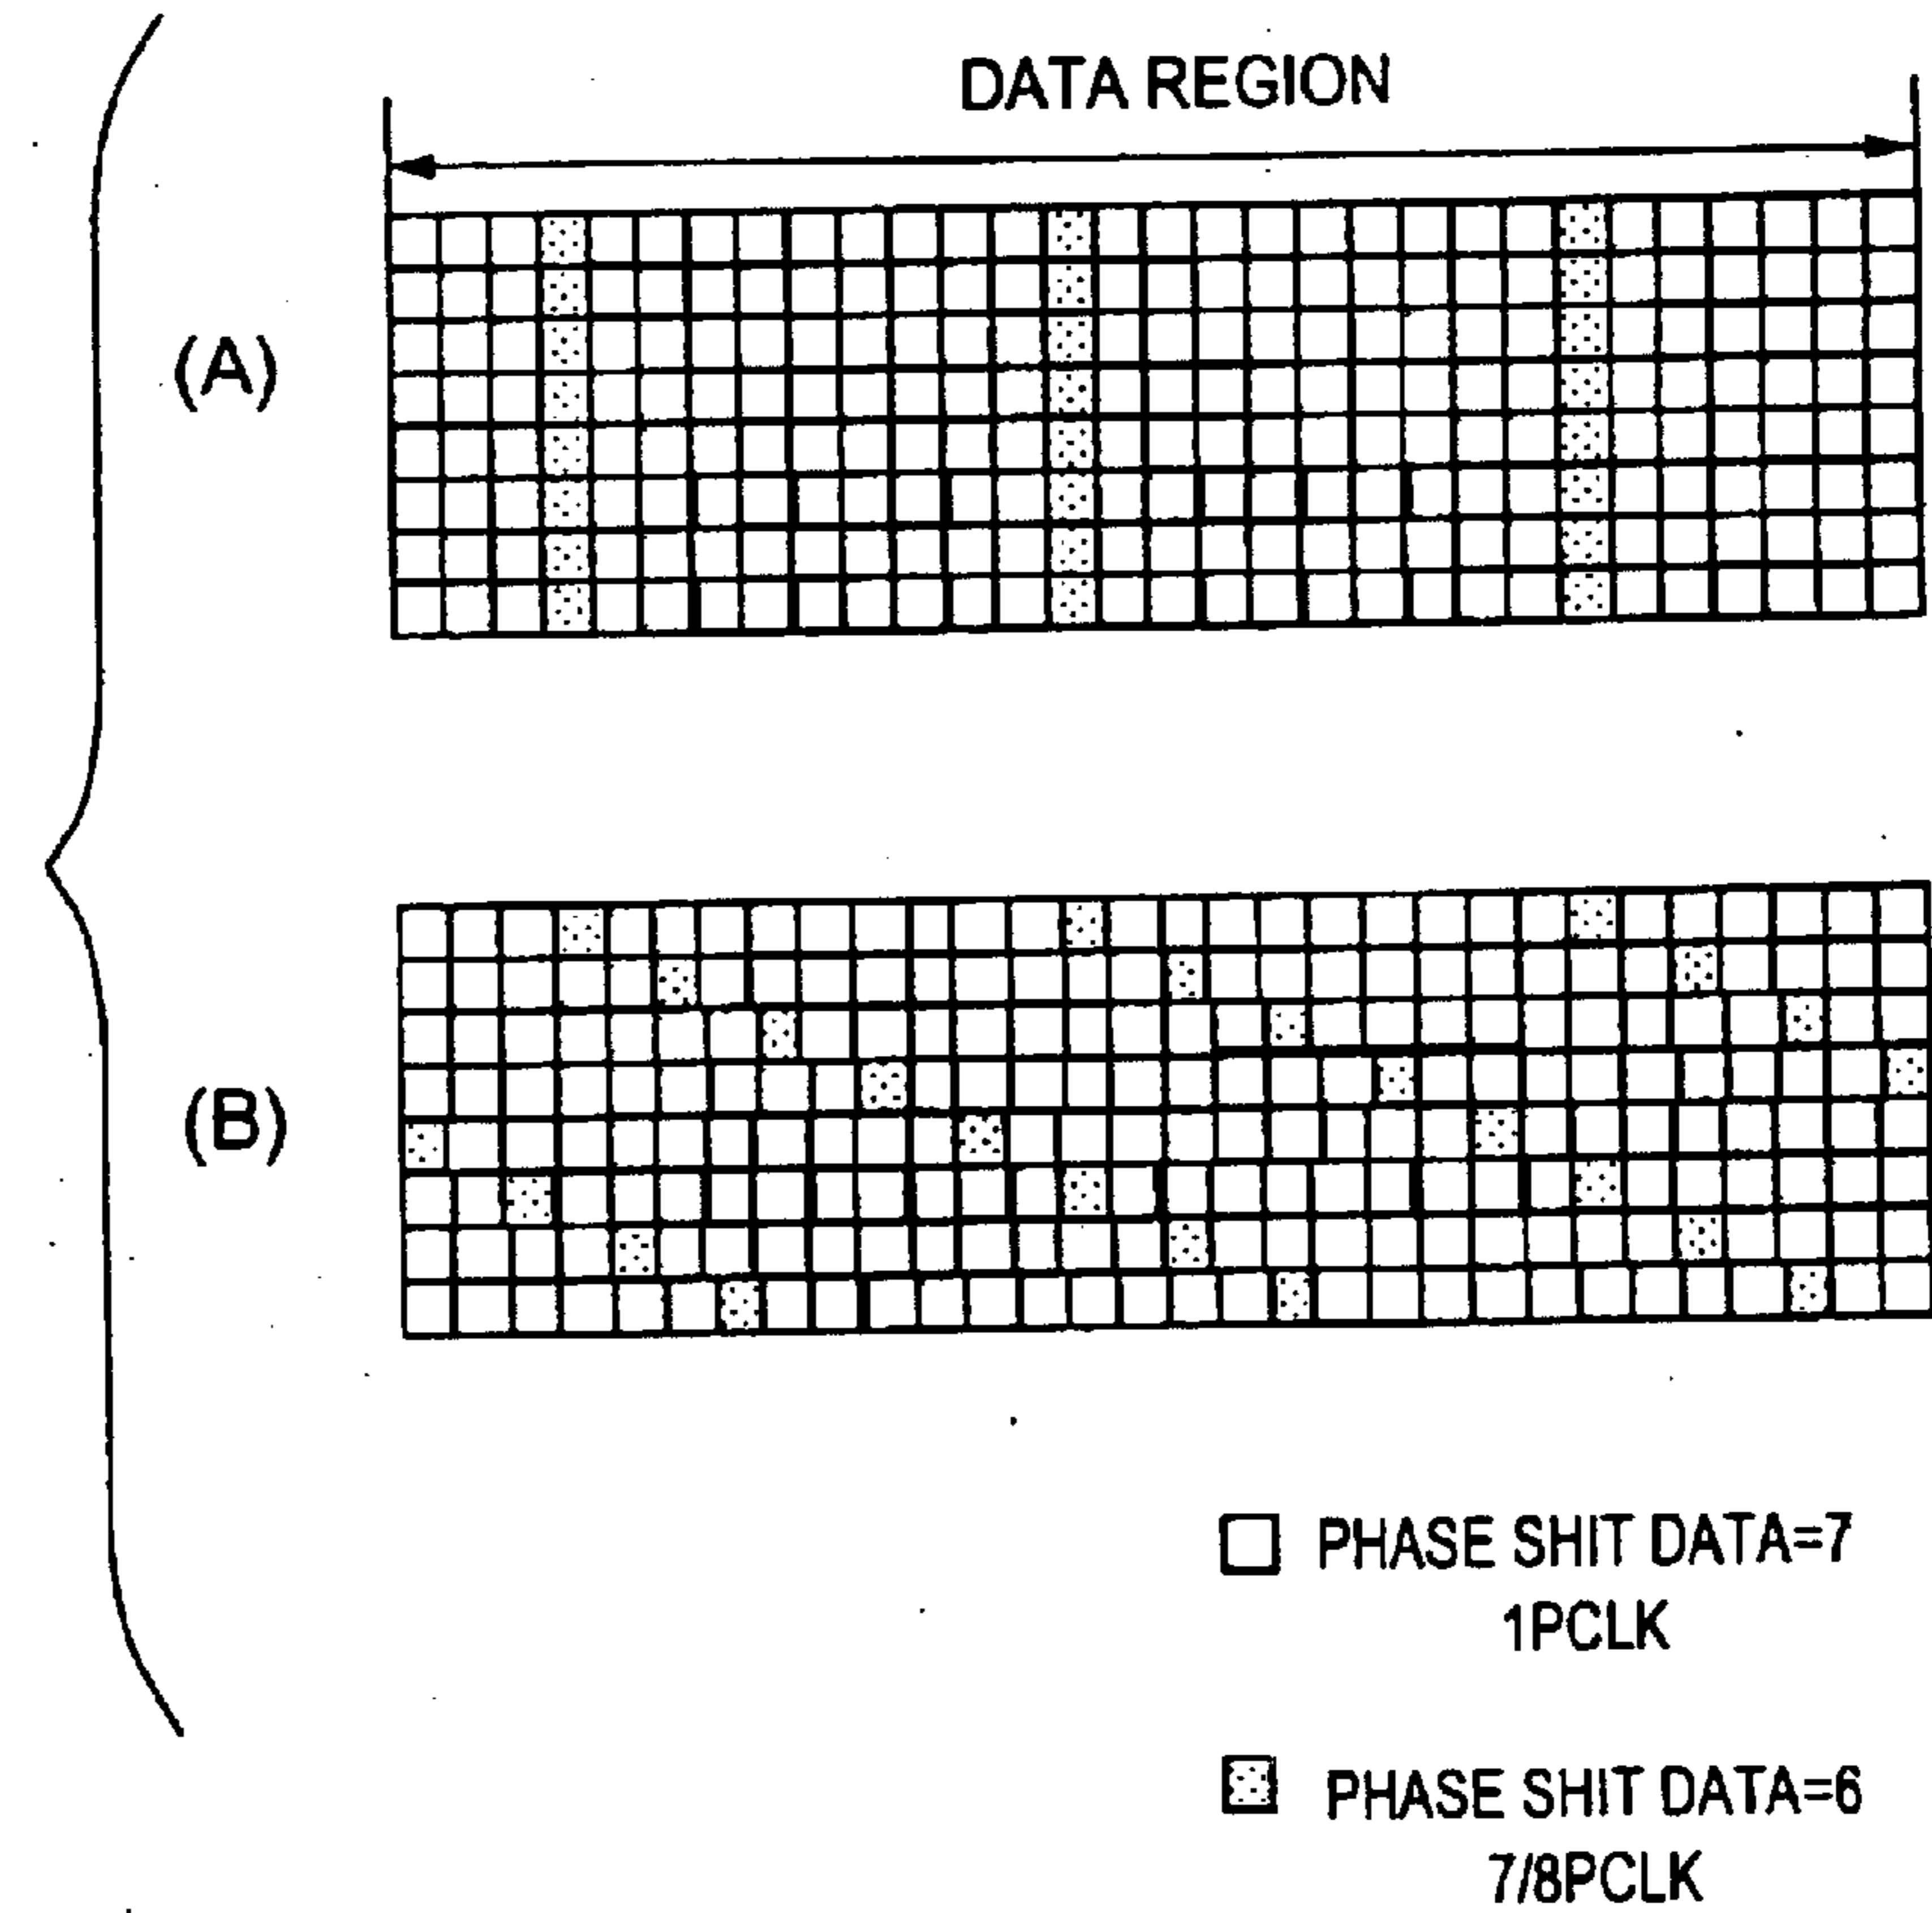 DATA REGION
(A)
(B)
PHASE SHIT DATA=7
1PCLK
PHASE SHIT DATA=6
7/8PCLK